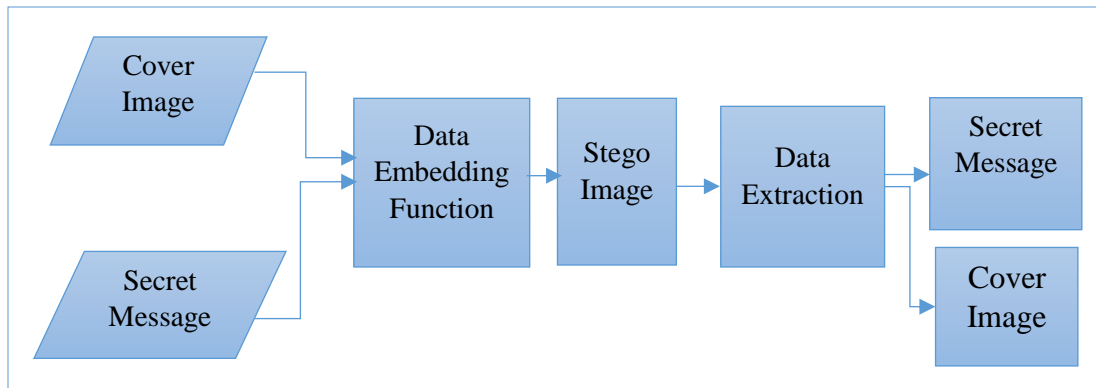 Cover
Image
Secret
Message
Data
Embedding
Function
Stego
Image
Data
Extraction
Secret
Message
Cover
Image